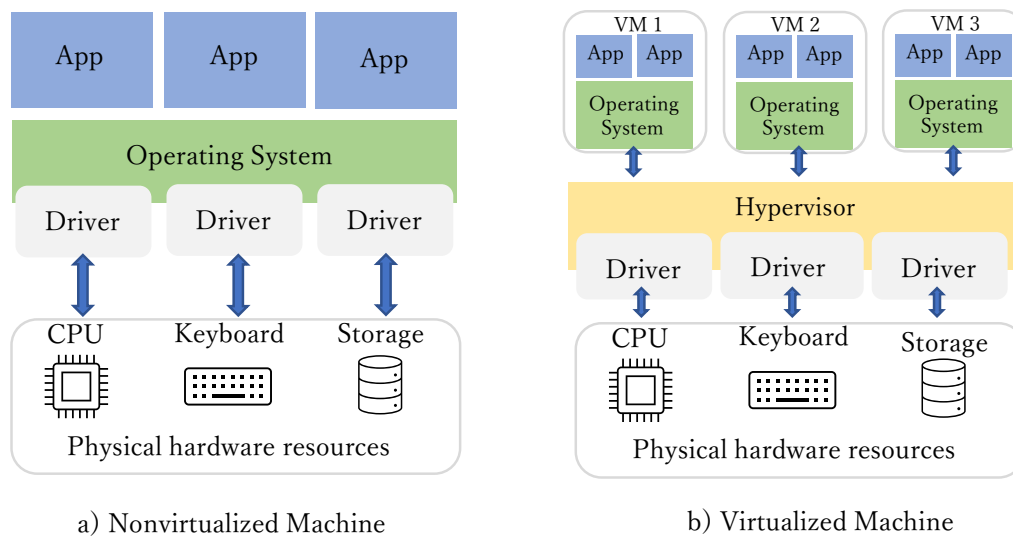 App
App
App
Operating System
Driver
Driver
Driver
CPU
Keyboard
Storage
Physical hardware resources
a) Nonvirtualized Machine
VM 1
App
App
Operating
System
VM 2
App
App
Operating
System
VM 3
App
App
Operating
System
Hypervisor
Driver
Driver
Driver
CPU
Keyboard
Storage
Physical hardware resources
b) Virtualized Machine